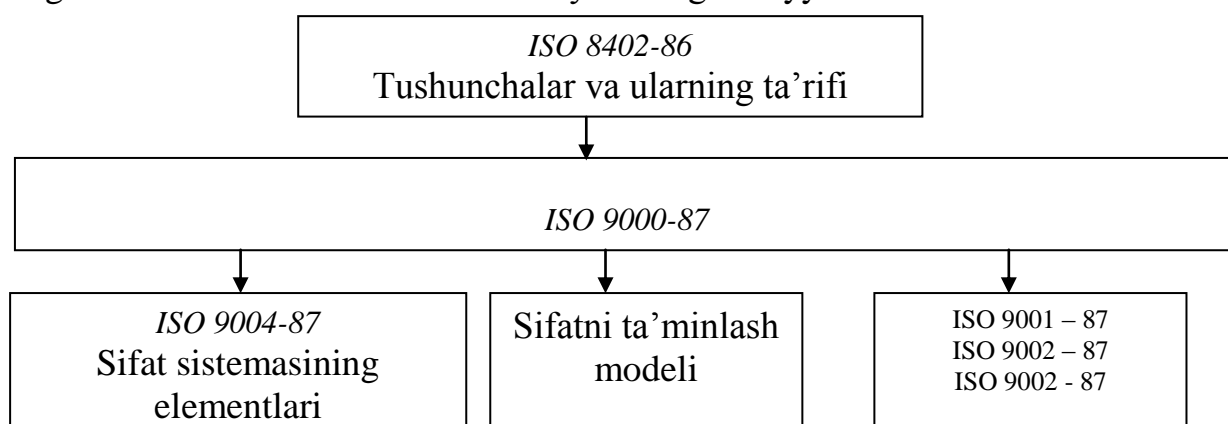 ISO 8402-86
Tushunchalar va ularning ta’rifi
ISO 9000-87
ISO 9004-87
Sifat sistemasining
elementlari
Sifatni ta’minlash
modeli
ISO 9001 – 87
ISO 9002 – 87
ISO 9002 - 87